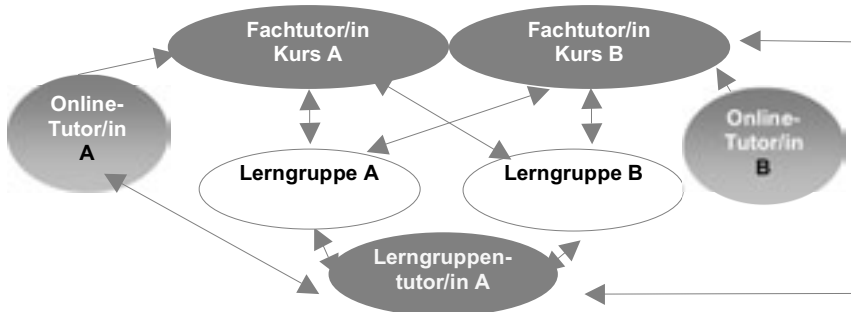 Fachtutor/in
Kurs A
Fachtutor/in
Kurs B
Online-
Tutor/in
A
Online-
Tutor/in
B
Lerngruppe A
Lerngruppe B
Lerngruppen-
tutor/in A